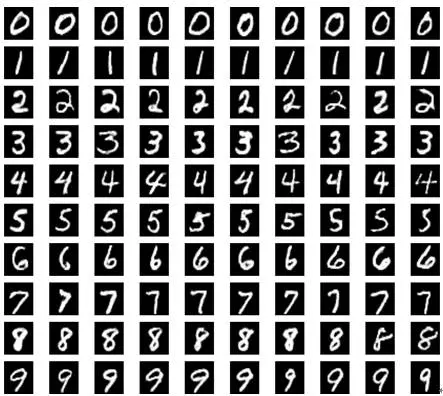 0 0 0 0 0 0 0 0 0 0
1 1 1 1 1 1 1 1 1 1
2 2 2 2 2 2 2 2 2 2
3 3 3 3 3 3 3 3 3 3
4 4 4 4 4 4 4 4 4 4
5 5 5 5 5 5 5 5 5 5
6 6 6 6 6 6 6 6 6 6
7 7 7 7 7 7 7 7 7 7
8 8 8 8 8 8 8 8 8 8
9 9 9 9 9 9 9 9 9 9